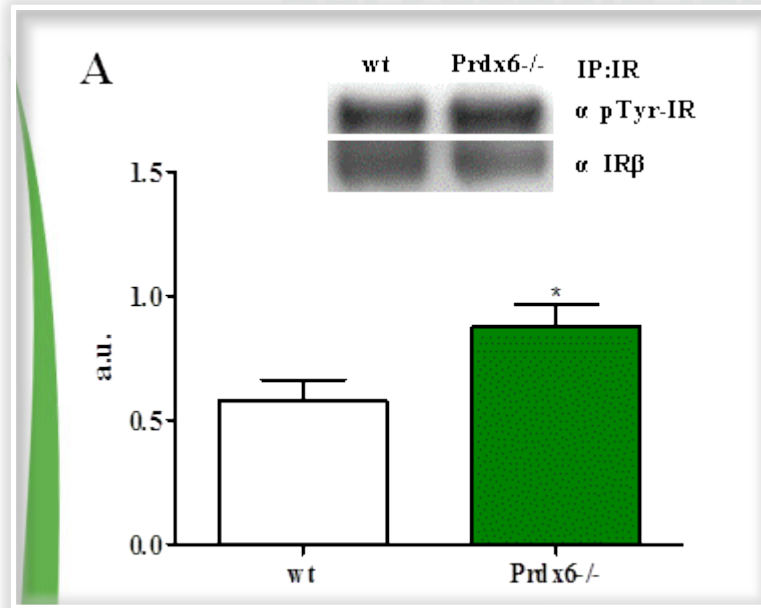 A
wt Prdx6-/- IP:IR
α pTyr-IR
α IRβ
1.5
1.0
0.5
0.0
a.u.
*
wt Prdx6-/-